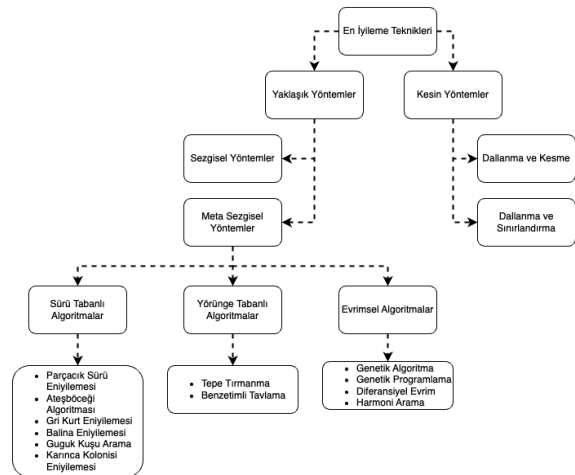 En İyileme Teknikleri
Yaklaşık Yöntemler
Kesin Yöntemler
Sezgisel Yöntemler
Dallanma ve Kesme
Meta Sezgisel
Yöntemler
Dallanma ve
Sınırlandırma
Sürü Tabanlı
Algoritmalar
Yörünge Tabanlı
Algoritmalar
Evrimsel Algoritmalar
• Parçacık Sürü
Eniyilemesi
• Ateşböceği
Algoritması
• Gri Kurt Eniyilemesi
• Balina Eniyilemesi
• Guguk Kuşu Arama
• Karınca Kolonisi
Eniyilemesi
• Tepe Tırmanma
• Benzetimli Tavlama
• Genetik Algoritma
• Genetik Programlama
• Diferansiyel Evrim
• Harmoni Arama